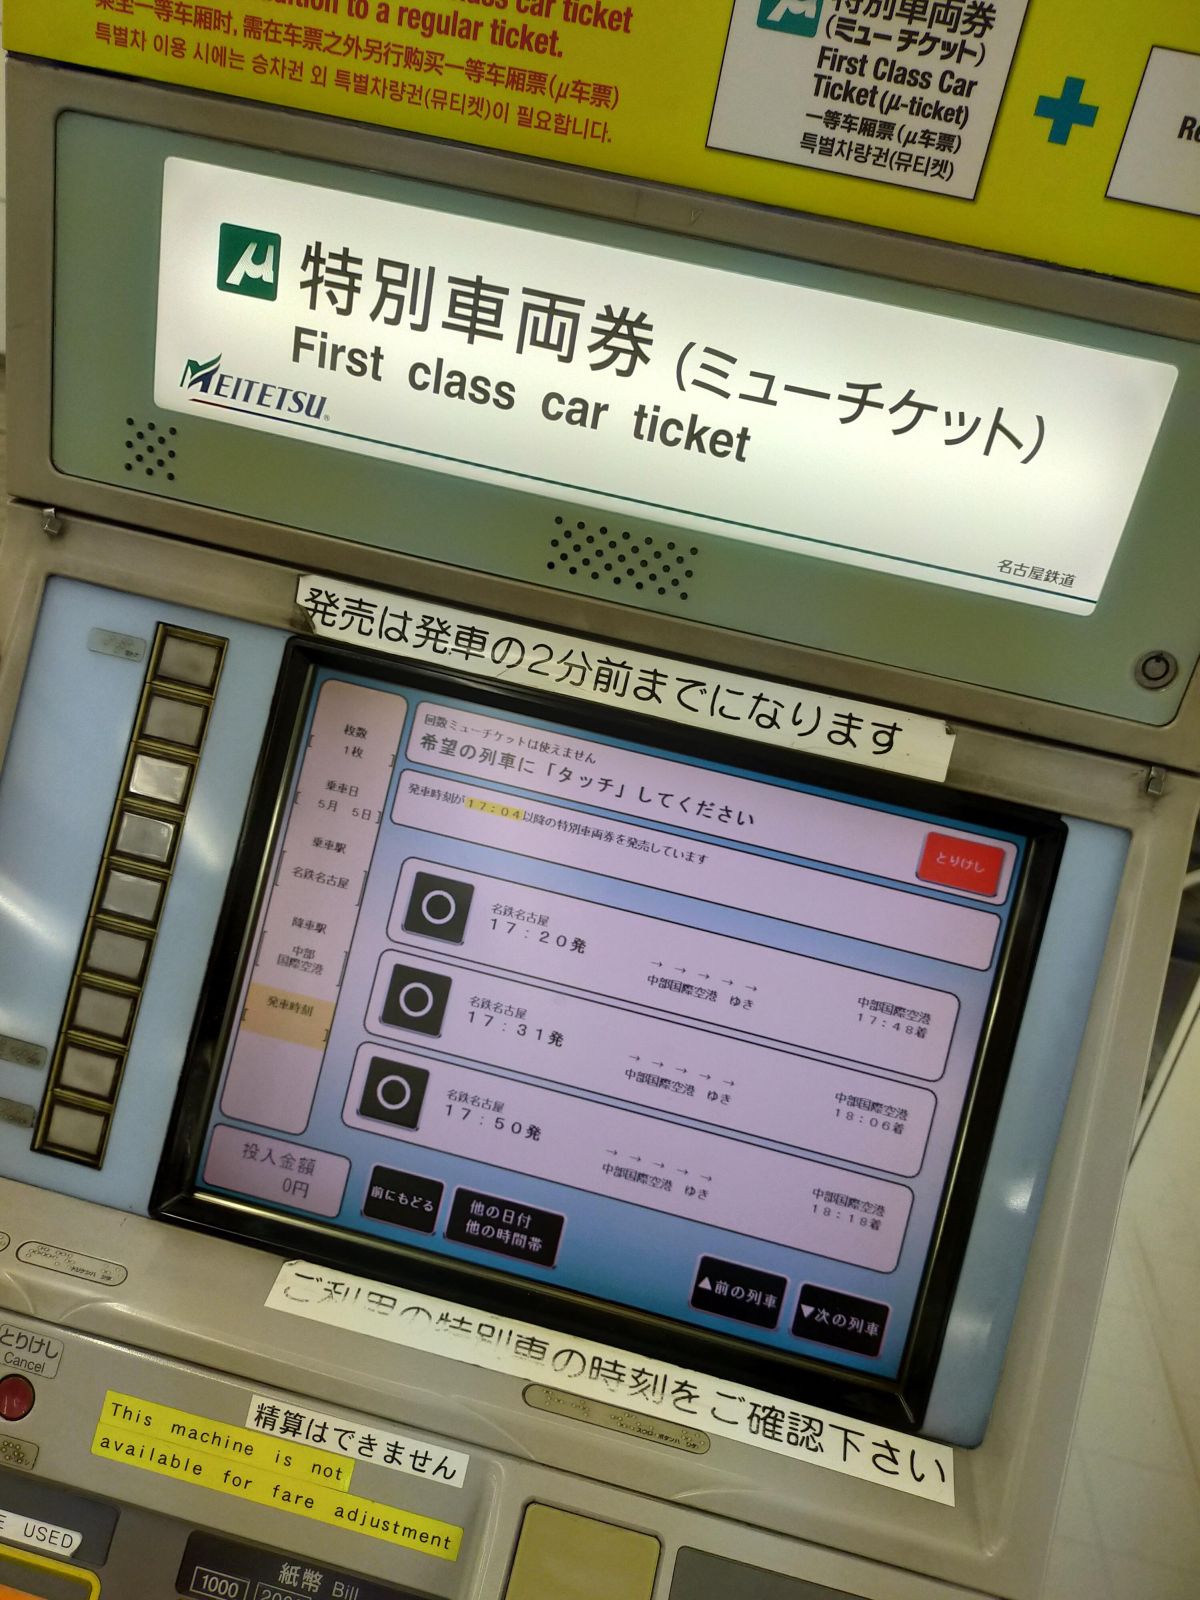 class car ticket
addition to a regular ticket.
乘坐一等车厢时, 需在车票之外另行购买一等车厢票(μ车票)
특별차 이용 시에는 승차권 외 특별차량권(뮤티켓)이 필요합니다.
特別車両券
(ミューチケット)
First Class Car
Ticket (μ-ticket)
一等车厢票(μ车票)
특별차량권(뮤티켓)
+
μ 特別車両券 (ミューチケット)
First class car ticket
MEITETSU
名古屋鉄道
発売は発車の2分前までになります
枚数
1枚
乗車日
5月 5日
乗車駅
名鉄名古屋
降車駅
中部
国際空港
発車時刻
投入金額
0円
回数ミューチケットは使えません
希望の列車に「タッチ」してください
とりけし
発車時刻が17:04以降の特別車両券を発売しています
名鉄名古屋
17:20発
→ → → → →
中部国際空港 ゆき
中部国際空港
17:48着
名鉄名古屋
17:31発
→ → → → →
中部国際空港 ゆき
中部国際空港
18:06着
名鉄名古屋
17:50発
→ → → → →
中部国際空港 ゆき
中部国際空港
18:18着
前にもどる
他の日付
他の時間帯
▲前の列車
▼次の列車
ご利用の特別車の時刻をご確認下さい
とりけし
Cancel
精算はできません
This machine is not
available for fare adjustment
USED
紙幣 Bill
1000